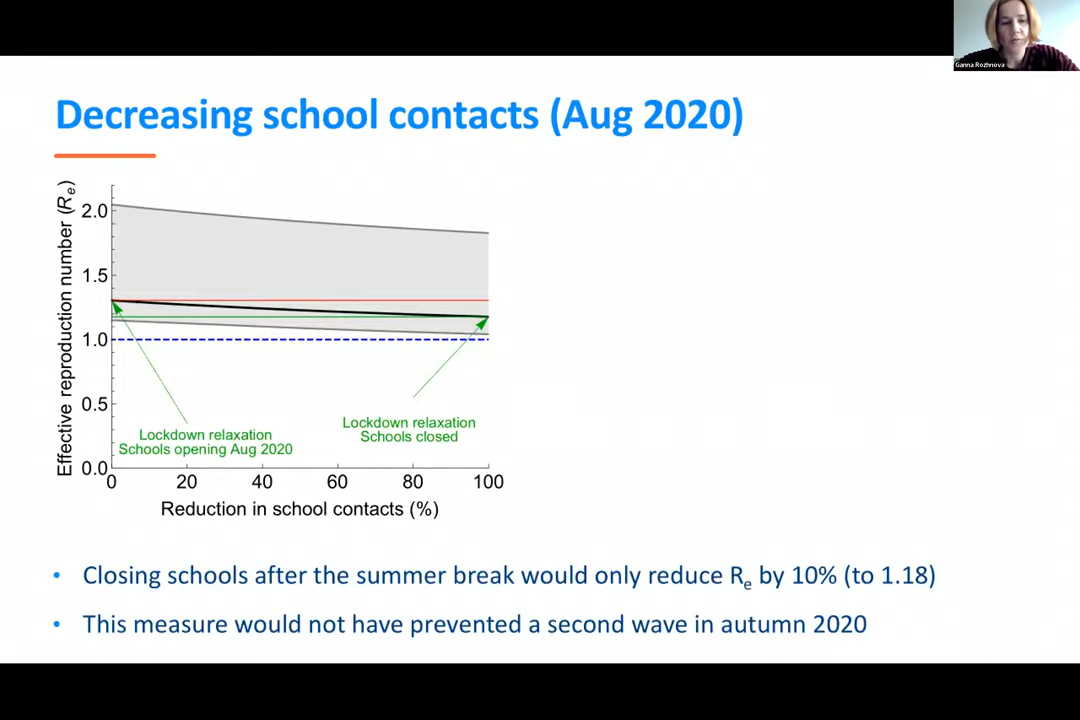 Ganna Rozhnova
Decreasing school contacts (Aug 2020)
Effective reproduction number (Re)
2.0
1.5
1.0
0.5
0.0
Lockdown relaxation
Schools opening Aug 2020
Lockdown relaxation
Schools closed
0 20 40 60 80 100
Reduction in school contacts (%)
• Closing schools after the summer break would only reduce Re by 10% (to 1.18)
• This measure would not have prevented a second wave in autumn 2020